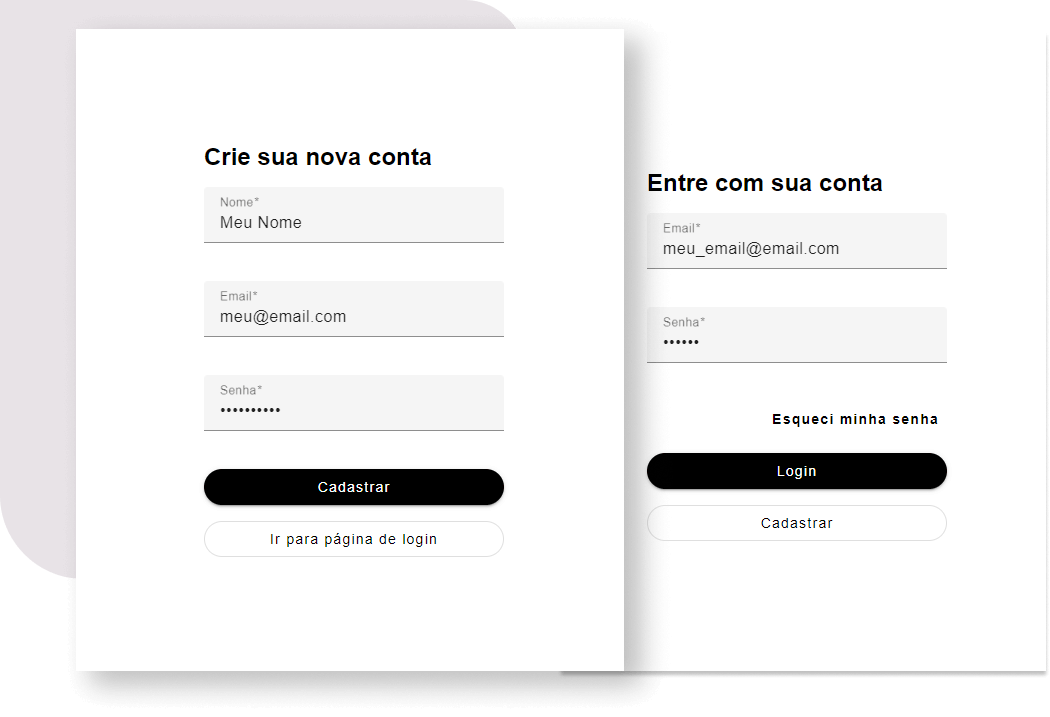 Crie sua nova conta
Nome*
Meu Nome
Email*
meu@email.com
Senha*
••••••••••
Cadastrar
Ir para página de login
Entre com sua conta
Email*
meu_email@email.com
Senha*
••••••
Esqueci minha senha
Login
Cadastrar